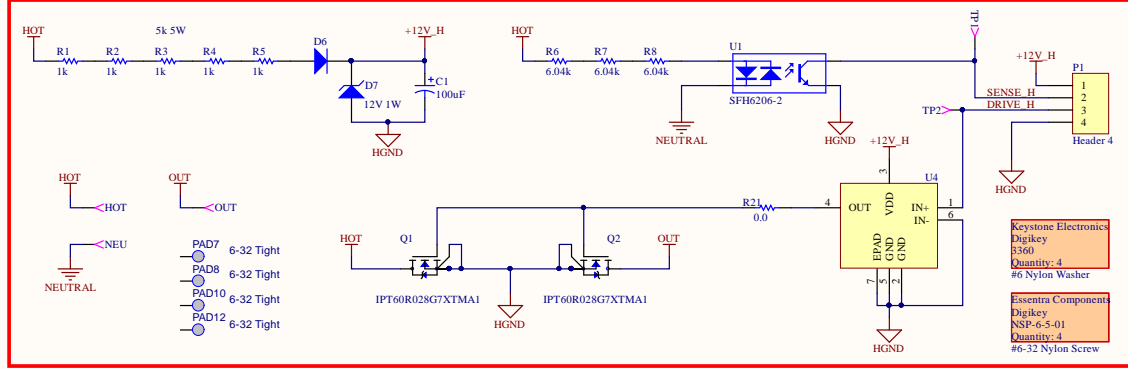 HOT
5k 5W
R1
R2
R3
R4
R5
1k
1k
1k
1k
1k
D6
+12V_H
D7
12V 1W
C1
100uF
HGND
HOT
R6
R7
R8
6.04k
6.04k
6.04k
U1
SFH6206-2
NEUTRAL
HGND
TP1
+12V_H
P1
SENSE_H
DRIVE_H
TP2
1
2
3
4
Header 4
HGND
HOT
HOT
OUT
OUT
NEU
NEUTRAL
PAD7
6-32 Tight
PAD8
6-32 Tight
PAD10
6-32 Tight
PAD12
6-32 Tight
HOT
Q1
IPT60R028G7XTMA1
HGND
Q2
IPT60R028G7XTMA1
OUT
R21
0.0
+12V_H
3
U4
4
OUT
VDD
IN+
1
IN-
6
EPAD
GND
GND
7
5
2
HGND
Keystone Electronics
Digikey
3360
Quantity: 4
#6 Nylon Washer
Essentra Components
Digikey
NSP-6-5-01
Quantity: 4
#6-32 Nylon Screw